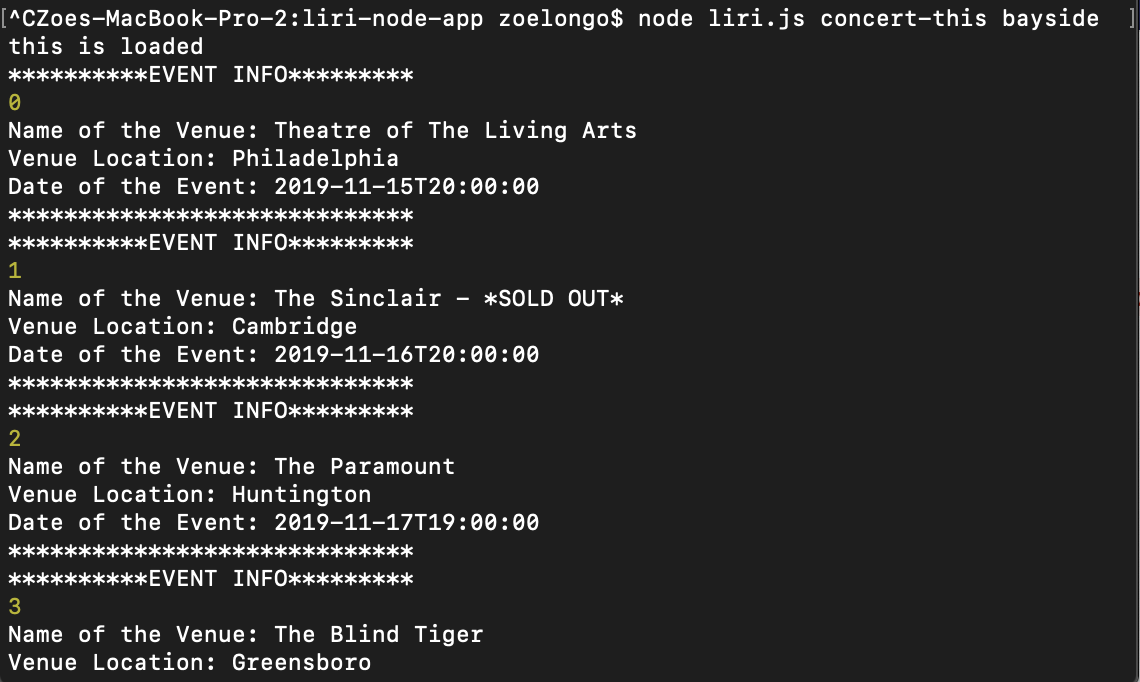 [^CZoes-MacBook-Pro-2:liri-node-app zoelongo$ node liri.js concert-this bayside ]
this is loaded
**********EVENT INFO*********
0
Name of the Venue: Theatre of The Living Arts
Venue Location: Philadelphia
Date of the Event: 2019-11-15T20:00:00
*****************************
**********EVENT INFO*********
1
Name of the Venue: The Sinclair - *SOLD OUT*
Venue Location: Cambridge
Date of the Event: 2019-11-16T20:00:00
*****************************
**********EVENT INFO*********
2
Name of the Venue: The Paramount
Venue Location: Huntington
Date of the Event: 2019-11-17T19:00:00
*****************************
**********EVENT INFO*********
3
Name of the Venue: The Blind Tiger
Venue Location: Greensboro